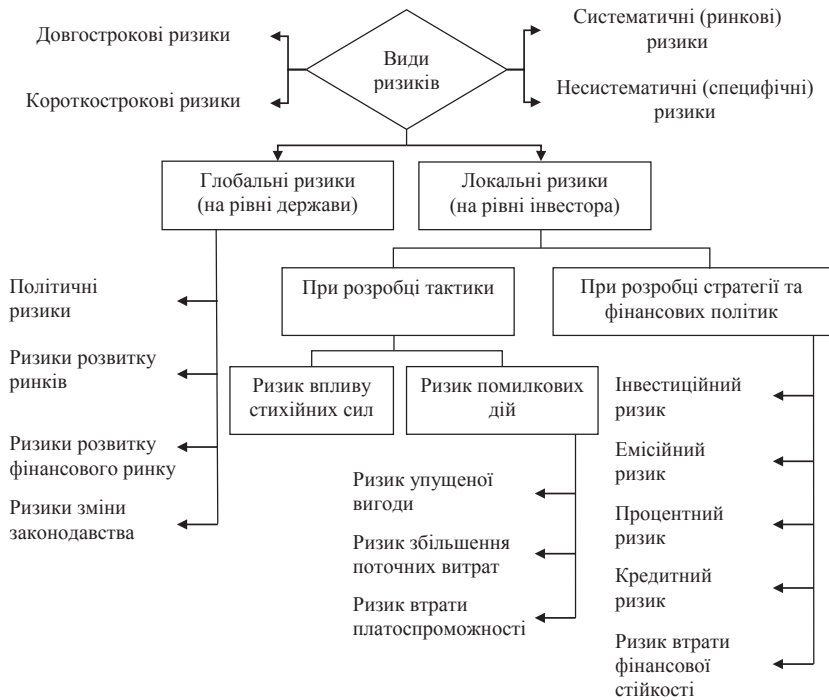 Довгострокові ризики
Короткострокові ризики
Види
ризиків
Систематичні (ринкові)
ризики
Несистематичні (специфічні)
ризики
Глобальні ризики
(на рівні держави)
Локальні ризики
(на рівні інвестора)
Політичні
ризики
Ризики розвитку
ринків
Ризики розвитку
фінансового ринку
Ризики зміни
законодавства
При розробці тактики
При розробці стратегії та
фінансових політик
Ризик впливу
стихійних сил
Ризик помилкових
дій
Ризик упущеної
вигоди
Ризик збільшення
поточних витрат
Ризик втрати
платоспроможності
Інвестиційний
ризик
Емісійний
ризик
Процентний
ризик
Кредитний
ризик
Ризик втрати
фінансової
стійкості